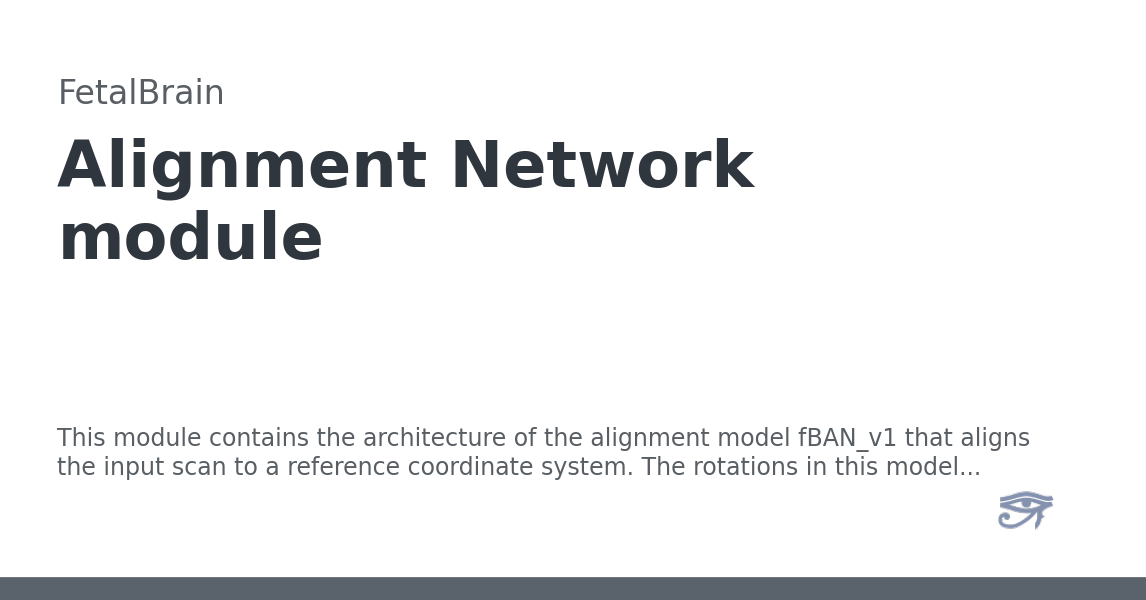 FetalBrain
Alignment Network
module
This module contains the architecture of the alignment model fBAN_v1 that aligns
the input scan to a reference coordinate system. The rotations in this model...